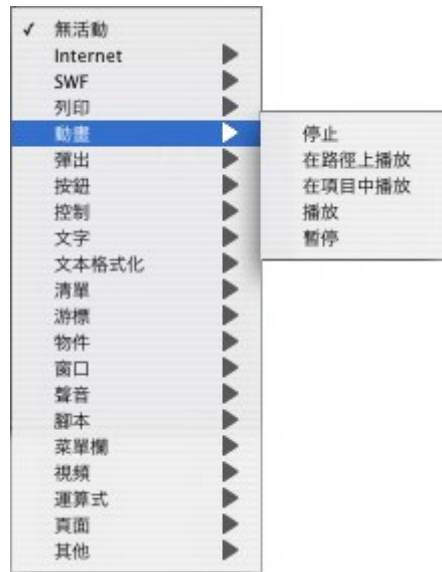 ✓ 無活動
Internet
SWF
列印
動畫
彈出
按鈕
控制
文字
文本格式化
清單
游標
物件
窗口
聲音
腳本
菜單欄
視頻
運算式
頁面
其他
停止
在路徑上播放
在項目中播放
播放
暫停